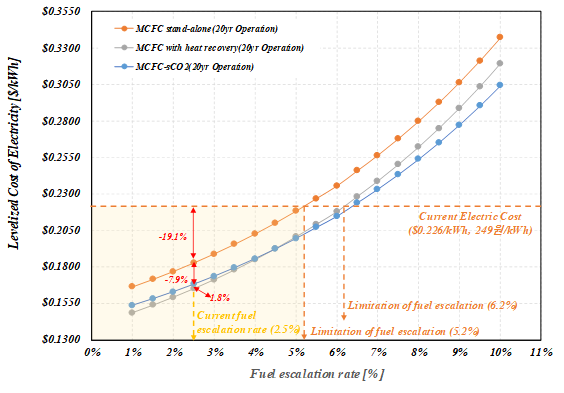 $0.3550
$0.3300
$0.3050
$0.2800
$0.2550
$0.2300
$0.2050
$0.1800
$0.1550
$0.1300
Levelized Cost of Electricity [$/kWh]
MCFC stand-alone(20yr Operation)
MCFC with heat recovery(20yr Operation)
MCFC-sCO2(20yr Operation)
Current Electric Cost
($0.226/kWh, 249원/kWh)
-19.1%
-7.9%
1.8%
Limitation of fuel escalation (6.2%)
Current fuel
escalation rate (2.5%)
Limitation of fuel escalation (5.2%)
0% 1% 2% 3% 4% 5% 6% 7% 8% 9% 10% 11%
Fuel escalation rate [%]